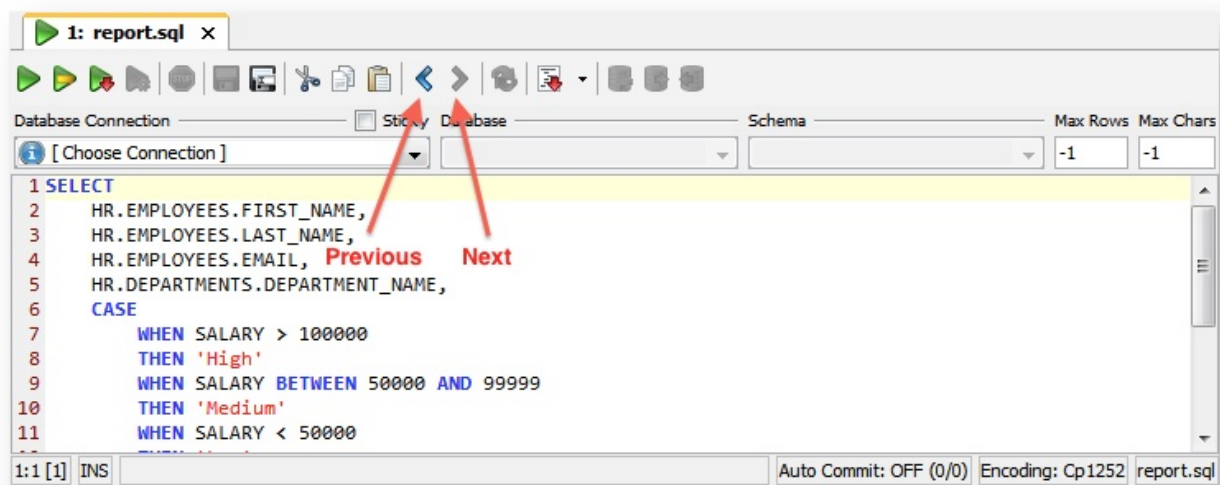 1: report.sql x
STOP
Database Connection Sticky Database Schema Max Rows Max Chars
[ Choose Connection ] -1 -1
1 SELECT
2 HR.EMPLOYEES.FIRST_NAME,
3 HR.EMPLOYEES.LAST_NAME,
4 HR.EMPLOYEES.EMAIL, Previous Next
5 HR.DEPARTMENTS.DEPARTMENT_NAME,
6 CASE
7 WHEN SALARY > 100000
8 THEN 'High'
9 WHEN SALARY BETWEEN 50000 AND 99999
10 THEN 'Medium'
11 WHEN SALARY < 50000
1:1 [1] INS Auto Commit: OFF (0/0) Encoding: Cp1252 report.sql